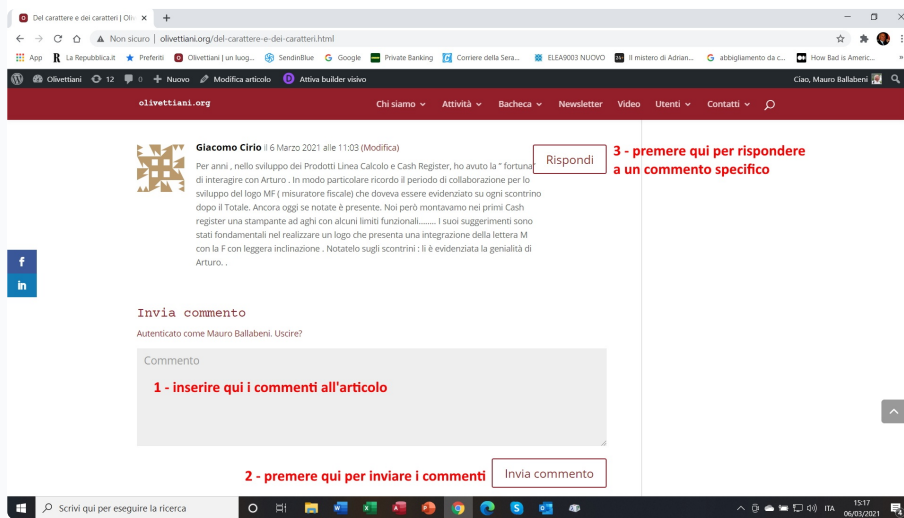 Del carattere e dei caratteri | Oliv
Non sicuro | olivettiani.org/del-carattere-e-dei-caratteri.html
App La Repubblica.it Preferiti Olivettiani | un luog... SendinBlue Google Private Banking Corriere della Sera... ELEA9003 NUOVO Il mistero di Adrian... abbigliamento da c... How Bad is Americ... »
Olivettiani 12 0 + Nuovo Modifica articolo Attiva builder visivo Ciao, Mauro Ballabeni
olivettiani.org Chi siamo Attività Bacheca Newsletter Video Utenti Contatti
Giacomo Cirio il 6 Marzo 2021 alle 11:03 (Modifica)
Rispondi
3 - premere qui per rispondere
a un commento specifico
Per anni , nello sviluppo dei Prodotti Linea Calcolo e Cash Register, ho avuto la " fortuna"
di interagire con Arturo . In modo particolare ricordo il periodo di collaborazione per lo
sviluppo del logo MF ( misuratore fiscale) che doveva essere evidenziato su ogni scontrino
dopo il Totale. Ancora oggi se notate è presente. Noi però montavamo nei primi Cash
register una stampante ad aghi con alcuni limiti funzionali........ I suoi suggerimenti sono
stati fondamentali nel realizzare un logo che presenta una integrazione della lettera M
con la F con leggera inclinazione . Notatelo sugli scontrini : li è evidenziata la genialità di
Arturo. .
f
in
Invia commento
Autenticato come Mauro Ballabeni. Uscire?
Commento
1 - inserire qui i commenti all'articolo
2 - premere qui per inviare i commenti
Invia commento
Scrivi qui per eseguire la ricerca
ITA
15:17
06/03/2021